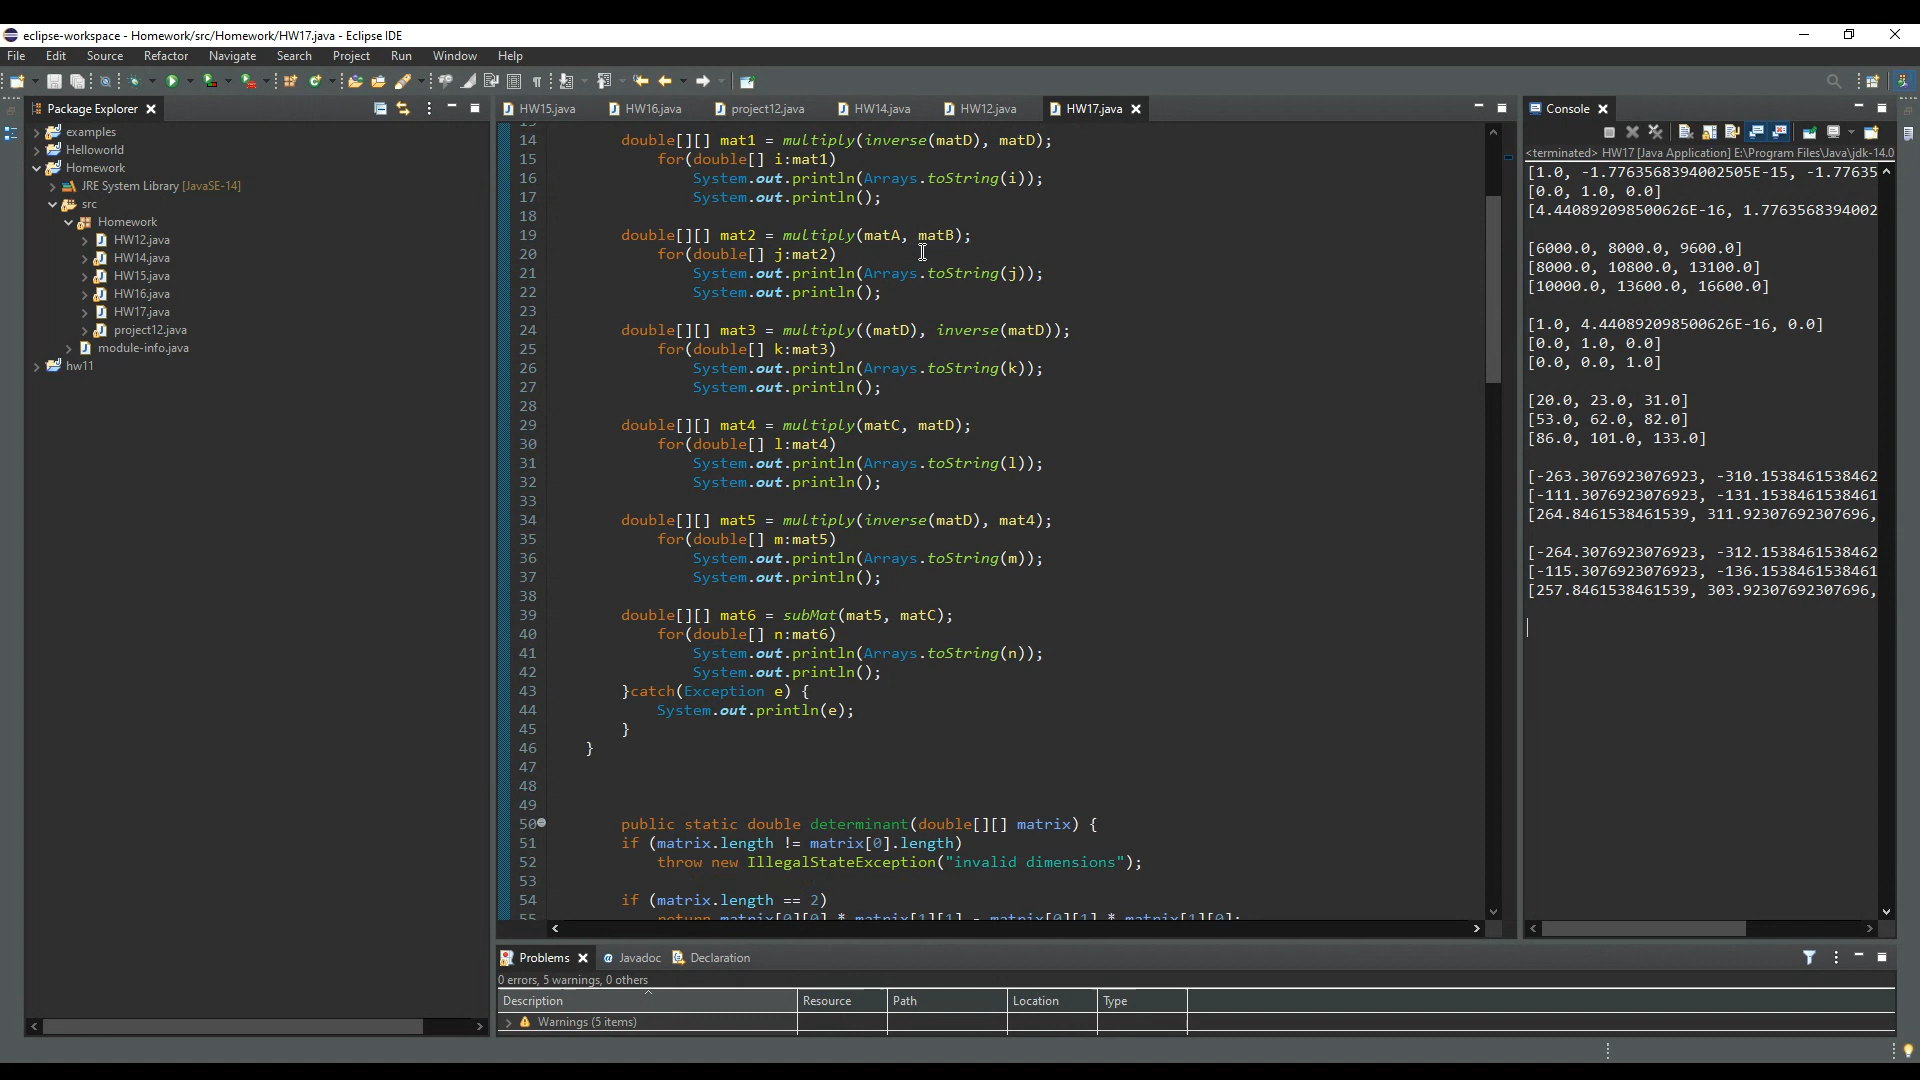 eclipse-workspace - Homework/src/Homework/HW17.java - Eclipse IDE
File Edit Source Refactor Navigate Search Project Run Window Help
Package Explorer
examples
Helloworld
Homework
JRE System Library [JavaSE-14]
src
Homework
HW12.java
HW14.java
HW15.java
HW16.java
HW17.java
project12.java
module-info.java
hw11
HW15.java HW16.java project12.java HW14.java HW12.java HW17.java
14 double[][] mat1 = multiply(inverse(matD), matD);
15 for(double[] i:mat1)
16 System.out.println(Arrays.toString(i));
17 System.out.println();
18
19 double[][] mat2 = multiply(matA, matB);
20 for(double[] j:mat2)
21 System.out.println(Arrays.toString(j));
22 System.out.println();
23
24 double[][] mat3 = multiply((matD), inverse(matD));
25 for(double[] k:mat3)
26 System.out.println(Arrays.toString(k));
27 System.out.println();
28
29 double[][] mat4 = multiply(matC, matD);
30 for(double[] l:mat4)
31 System.out.println(Arrays.toString(l));
32 System.out.println();
33
34 double[][] mat5 = multiply(inverse(matD), mat4);
35 for(double[] m:mat5)
36 System.out.println(Arrays.toString(m));
37 System.out.println();
38
39 double[][] mat6 = subMat(mat5, matC);
40 for(double[] n:mat6)
41 System.out.println(Arrays.toString(n));
42 System.out.println();
43 }catch(Exception e) {
44 System.out.println(e);
45 }
46 }
47
48
49
50 public static double determinant(double[][] matrix) {
51 if (matrix.length != matrix[0].length)
52 throw new IllegalStateException("invalid dimensions");
53
54 if (matrix.length == 2)
55 return matrix[0][0] * matrix[1][1] - matrix[0][1] * matrix[1][0];
Console
<terminated> HW17 [Java Application] E:\Program Files\Java\jdk-14.0
[1.0, -1.7763568394002505E-15, -1.77635
[0.0, 1.0, 0.0]
[4.440892098500626E-16, 1.7763568394002
[6000.0, 8000.0, 9600.0]
[8000.0, 10800.0, 13100.0]
[10000.0, 13600.0, 16600.0]
[1.0, 4.440892098500626E-16, 0.0]
[0.0, 1.0, 0.0]
[0.0, 0.0, 1.0]
[20.0, 23.0, 31.0]
[53.0, 62.0, 82.0]
[86.0, 101.0, 133.0]
[-263.3076923076923, -310.1538461538462
[-111.3076923076923, -131.1538461538461
[264.8461538461539, 311.92307692307696,
[-264.3076923076923, -312.1538461538462
[-115.3076923076923, -136.1538461538461
[257.8461538461539, 303.92307692307696,
Problems Javadoc Declaration
0 errors, 5 warnings, 0 others
Description Resource Path Location Type
Warnings (5 items)